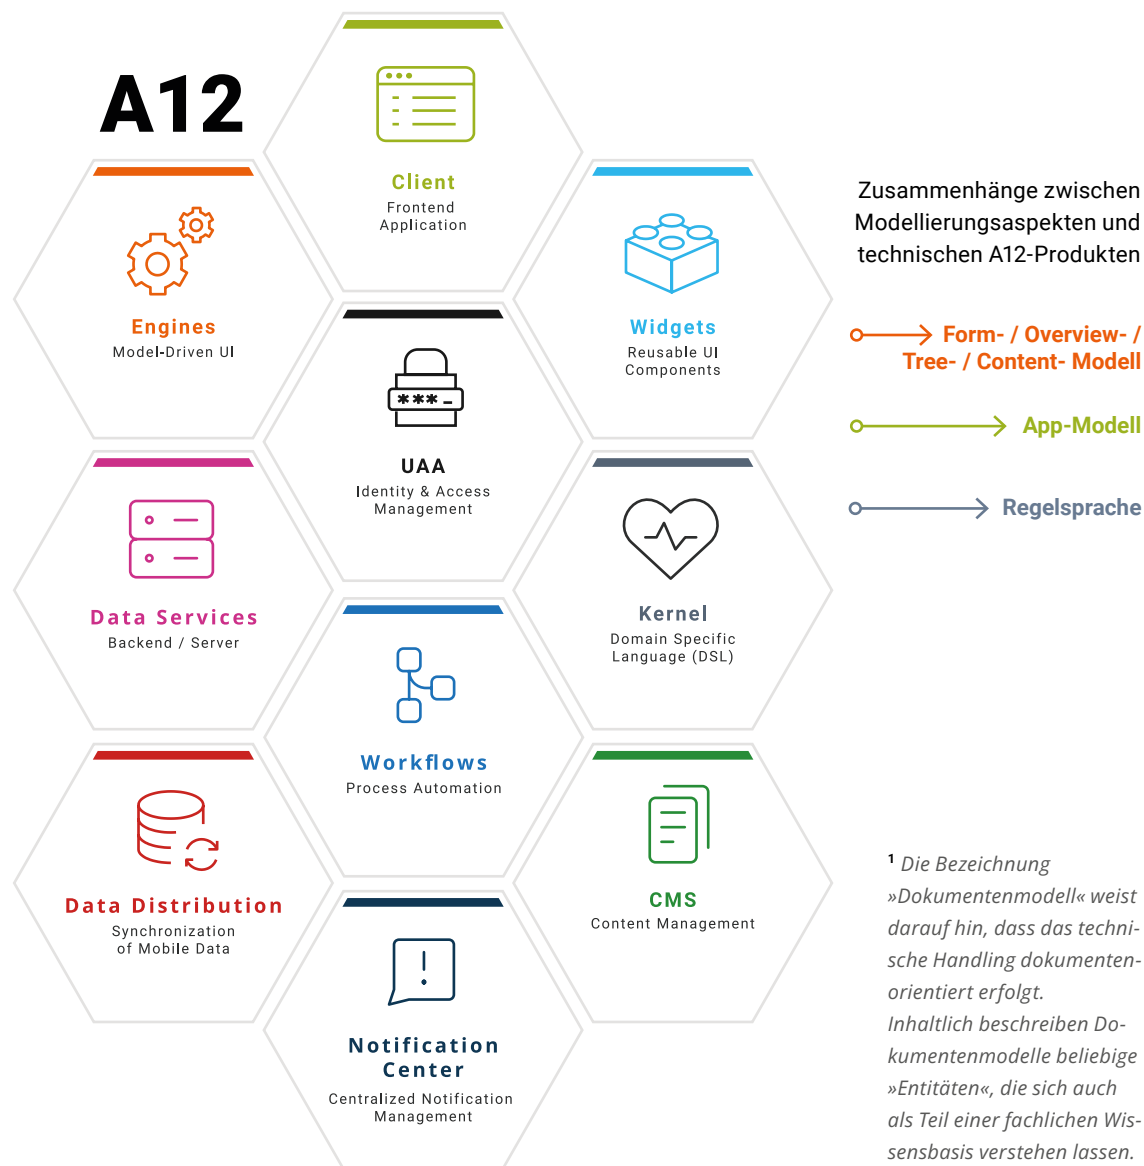 A12
Client
Frontend
Application
Engines
Model-Driven UI
Widgets
Reusable UI
Components
***_
UAA
Identity & Access
Management
Data Services
Backend / Server
Kernel
Domain Specific
Language (DSL)
Workflows
Process Automation
Data Distribution
Synchronization
of Mobile Data
CMS
Content Management
!
Notification
Center
Centralized Notification
Management
Zusammenhänge zwischen
Modellierungsaspekten und
technischen A12-Produkten
Form- / Overview- /
Tree- / Content- Modell
App-Modell
Regelsprache
1 Die Bezeichnung
»Dokumentenmodell« weist
darauf hin, dass das techni-
sche Handling dokumenten-
orientiert erfolgt.
Inhaltlich beschreiben Do-
kumentenmodelle beliebige
»Entitäten«, die sich auch
als Teil einer fachlichen Wis-
sensbasis verstehen lassen.